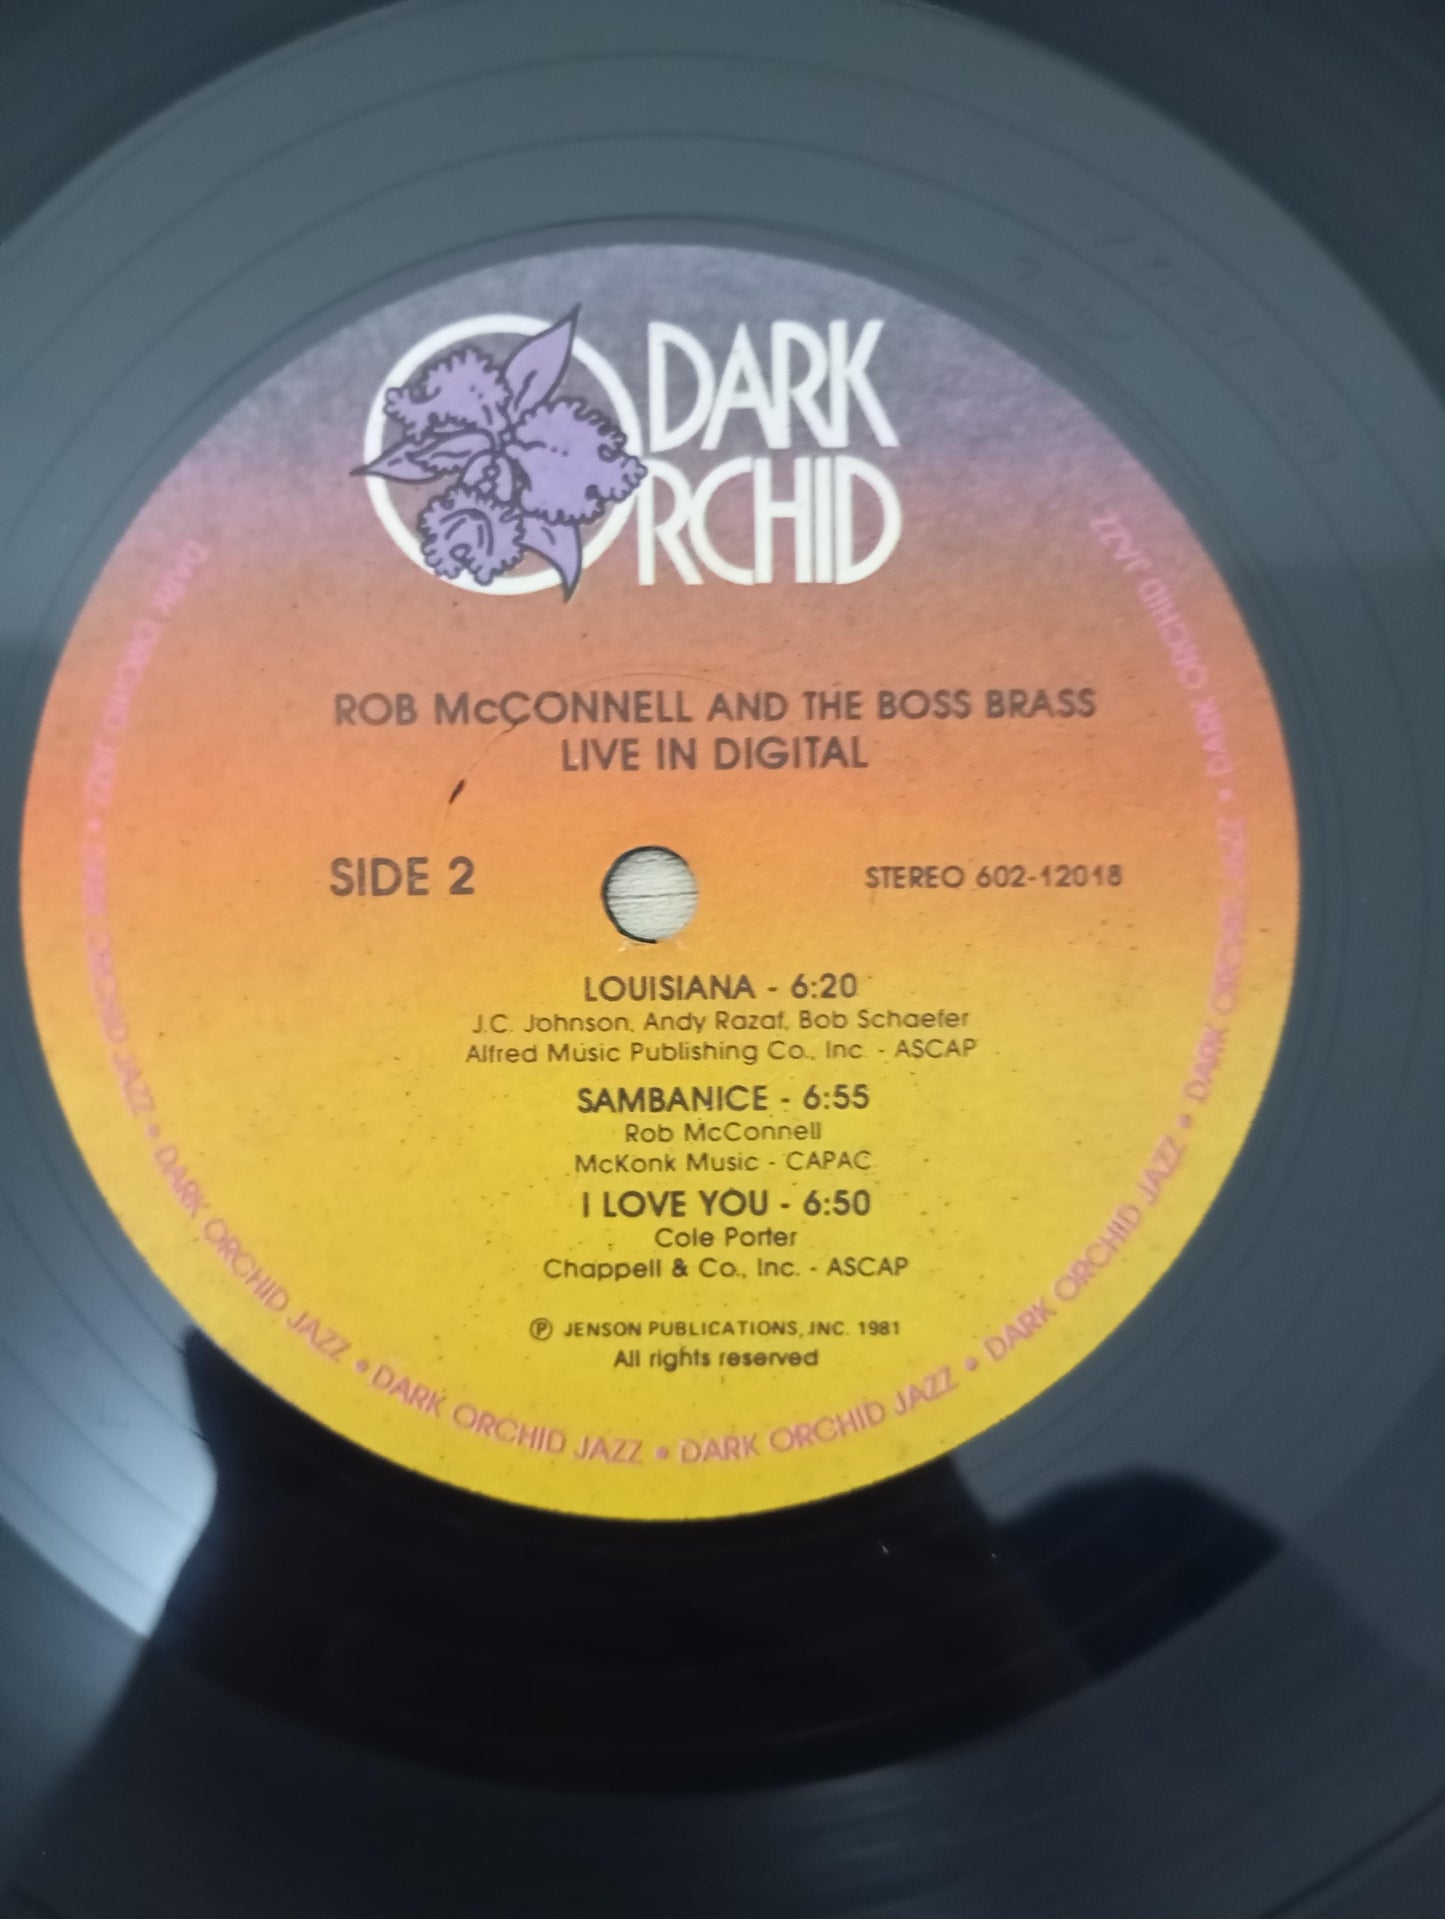 DARK
ORCHID
ROB McCONNELL AND THE BOSS BRASS
LIVE IN DIGITAL
SIDE 2
STEREO 602-12018
LOUISIANA - 6:20
J.C. Johnson, Andy Razaf, Bob Schaefer
Alfred Music Publishing Co., Inc. - ASCAP
SAMBANICE - 6:55
Rob McConnell
McKonk Music - CAPAC
I LOVE YOU - 6:50
Cole Porter
Chappell & Co., Inc. - ASCAP
Ⓟ JENSON PUBLICATIONS, INC. 1981
All rights reserved
DARK ORCHID JAZZ • DARK ORCHID JAZZ • DARK ORCHID JAZZ • DARK ORCHID JAZZ • DARK ORCHID JAZZ • DARK ORCHID JAZZ • DARK ORCHID JAZZ